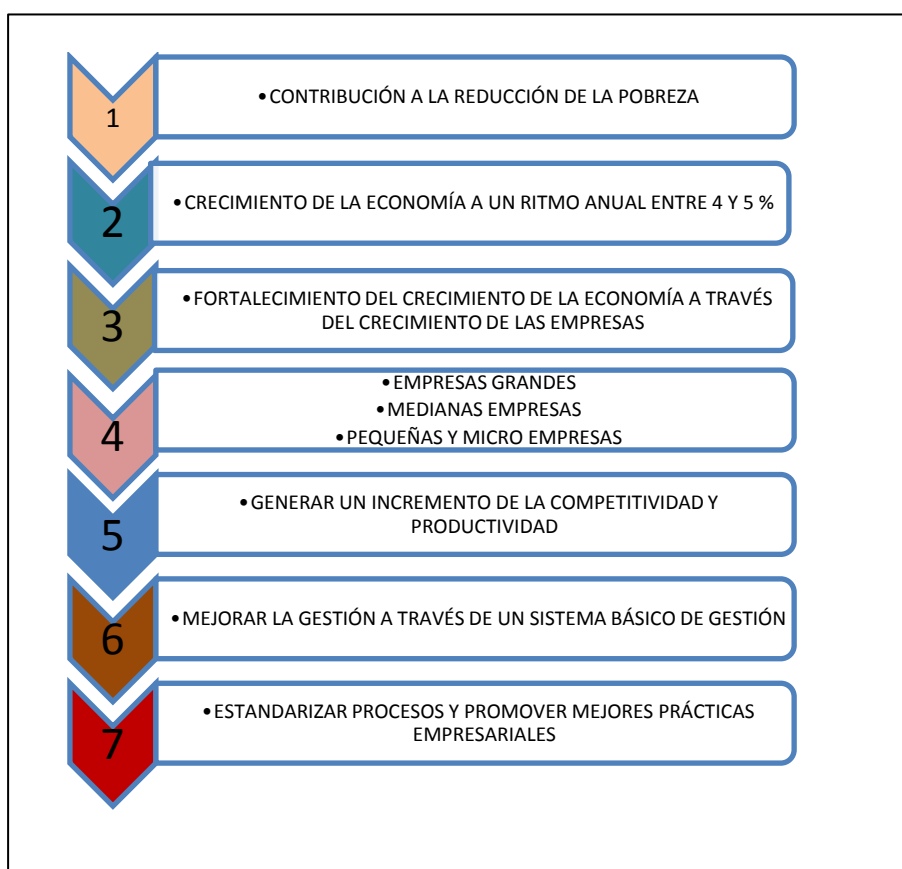 1
•CONTRIBUCIÓN A LA REDUCCIÓN DE LA POBREZA
2
•CRECIMIENTO DE LA ECONOMÍA A UN RITMO ANUAL ENTRE 4 Y 5 %
3
•FORTALECIMIENTO DEL CRECIMIENTO DE LA ECONOMÍA A TRAVÉS
DEL CRECIMIENTO DE LAS EMPRESAS
4
•EMPRESAS GRANDES
•MEDIANAS EMPRESAS
•PEQUEÑAS Y MICRO EMPRESAS
5
•GENERAR UN INCREMENTO DE LA COMPETITIVIDAD Y
PRODUCTIVIDAD
6
•MEJORAR LA GESTIÓN A TRAVÉS DE UN SISTEMA BÁSICO DE GESTIÓN
7
•ESTANDARIZAR PROCESOS Y PROMOVER MEJORES PRÁCTICAS
EMPRESARIALES